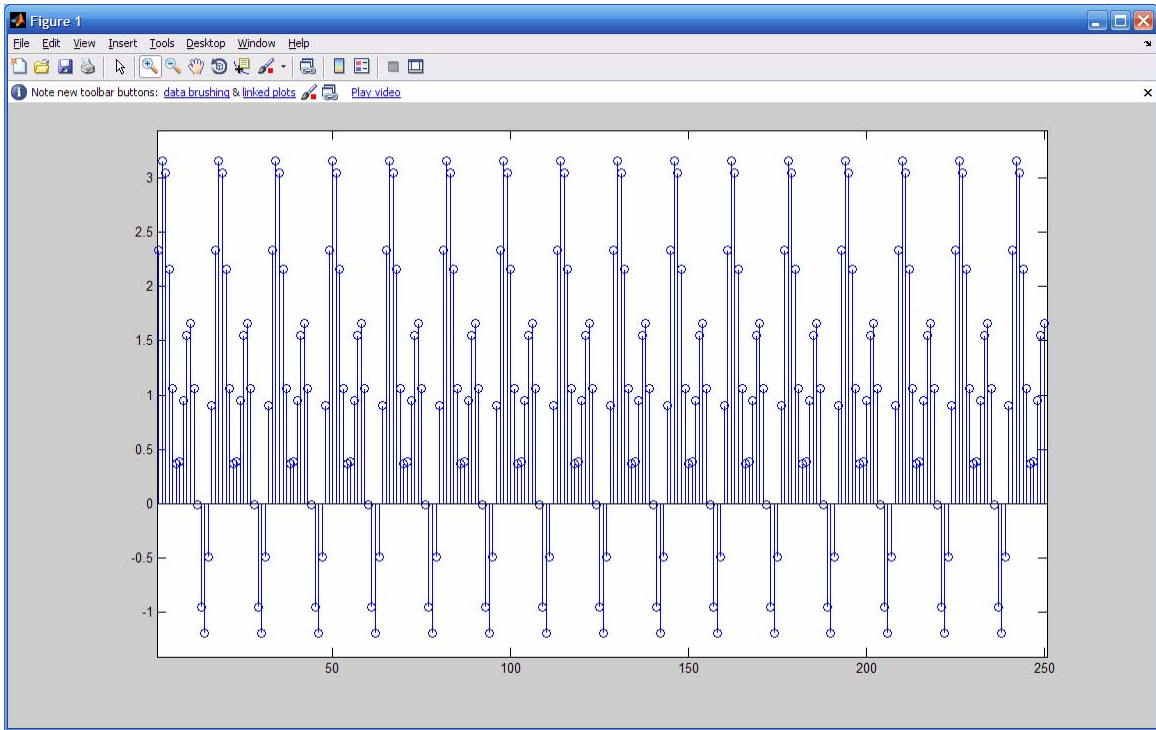 Figure 1
File Edit View Insert Tools Desktop Window Help
Note new toolbar buttons: data brushing & linked plots Play video
3
2.5
2
1.5
1
0.5
0
-0.5
-1
50 100 150 200 250